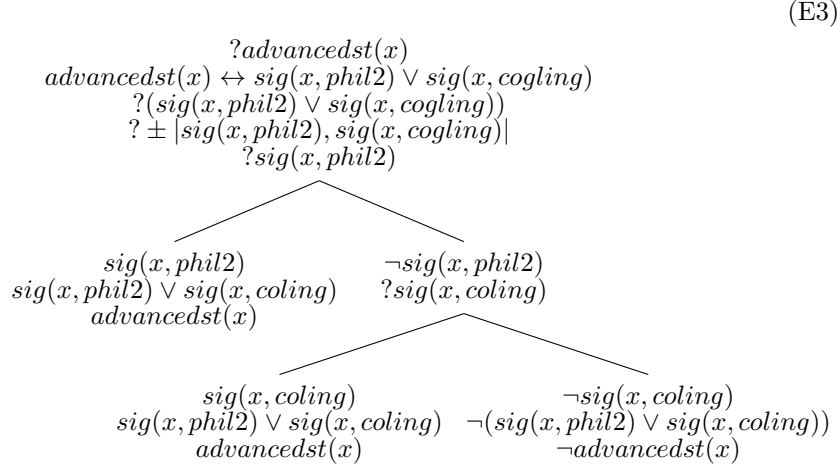 (E3)
?advancedst(x)
advancedst(x) ↔ sig(x, phil2) ∨ sig(x, cogling)
?(sig(x, phil2) ∨ sig(x, cogling))
? ± |sig(x, phil2), sig(x, cogling)|
?sig(x, phil2)
sig(x, phil2) ¬sig(x, phil2)
sig(x, phil2) ∨ sig(x, coling) ?sig(x, coling)
advancedst(x)
sig(x, coling) ¬sig(x, coling)
sig(x, phil2) ∨ sig(x, coling) ¬(sig(x, phil2) ∨ sig(x, coling))
advancedst(x) ¬advancedst(x)